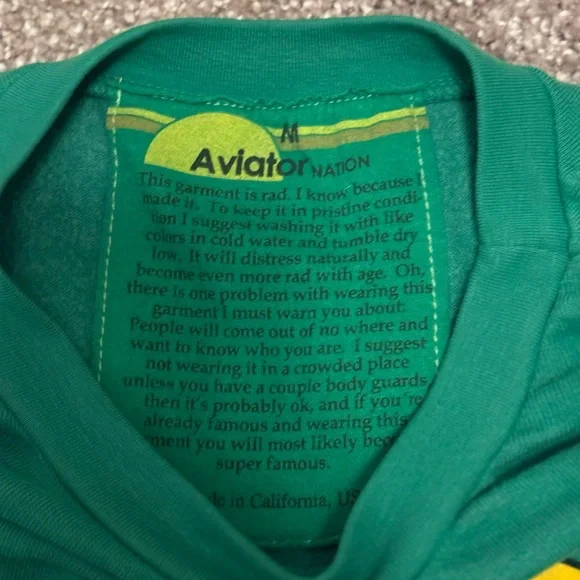 M
Aviator NATION
This garment is rad. I know because I
made it. To keep it in pristine condi-
tion I suggest washing it with like
colors in cold water and tumble dry
low. It will distress naturally and
become even more rad with age. Oh,
there is one problem with wearing this
garment I must warn you about:
People will come out of no where and
want to know who you are. I suggest
not wearing it in a crowded place
unless you have a couple body guards
then it's probably ok, and if you're
already famous and wearing this
ment you will most likely bec
super famous.
de in California, US